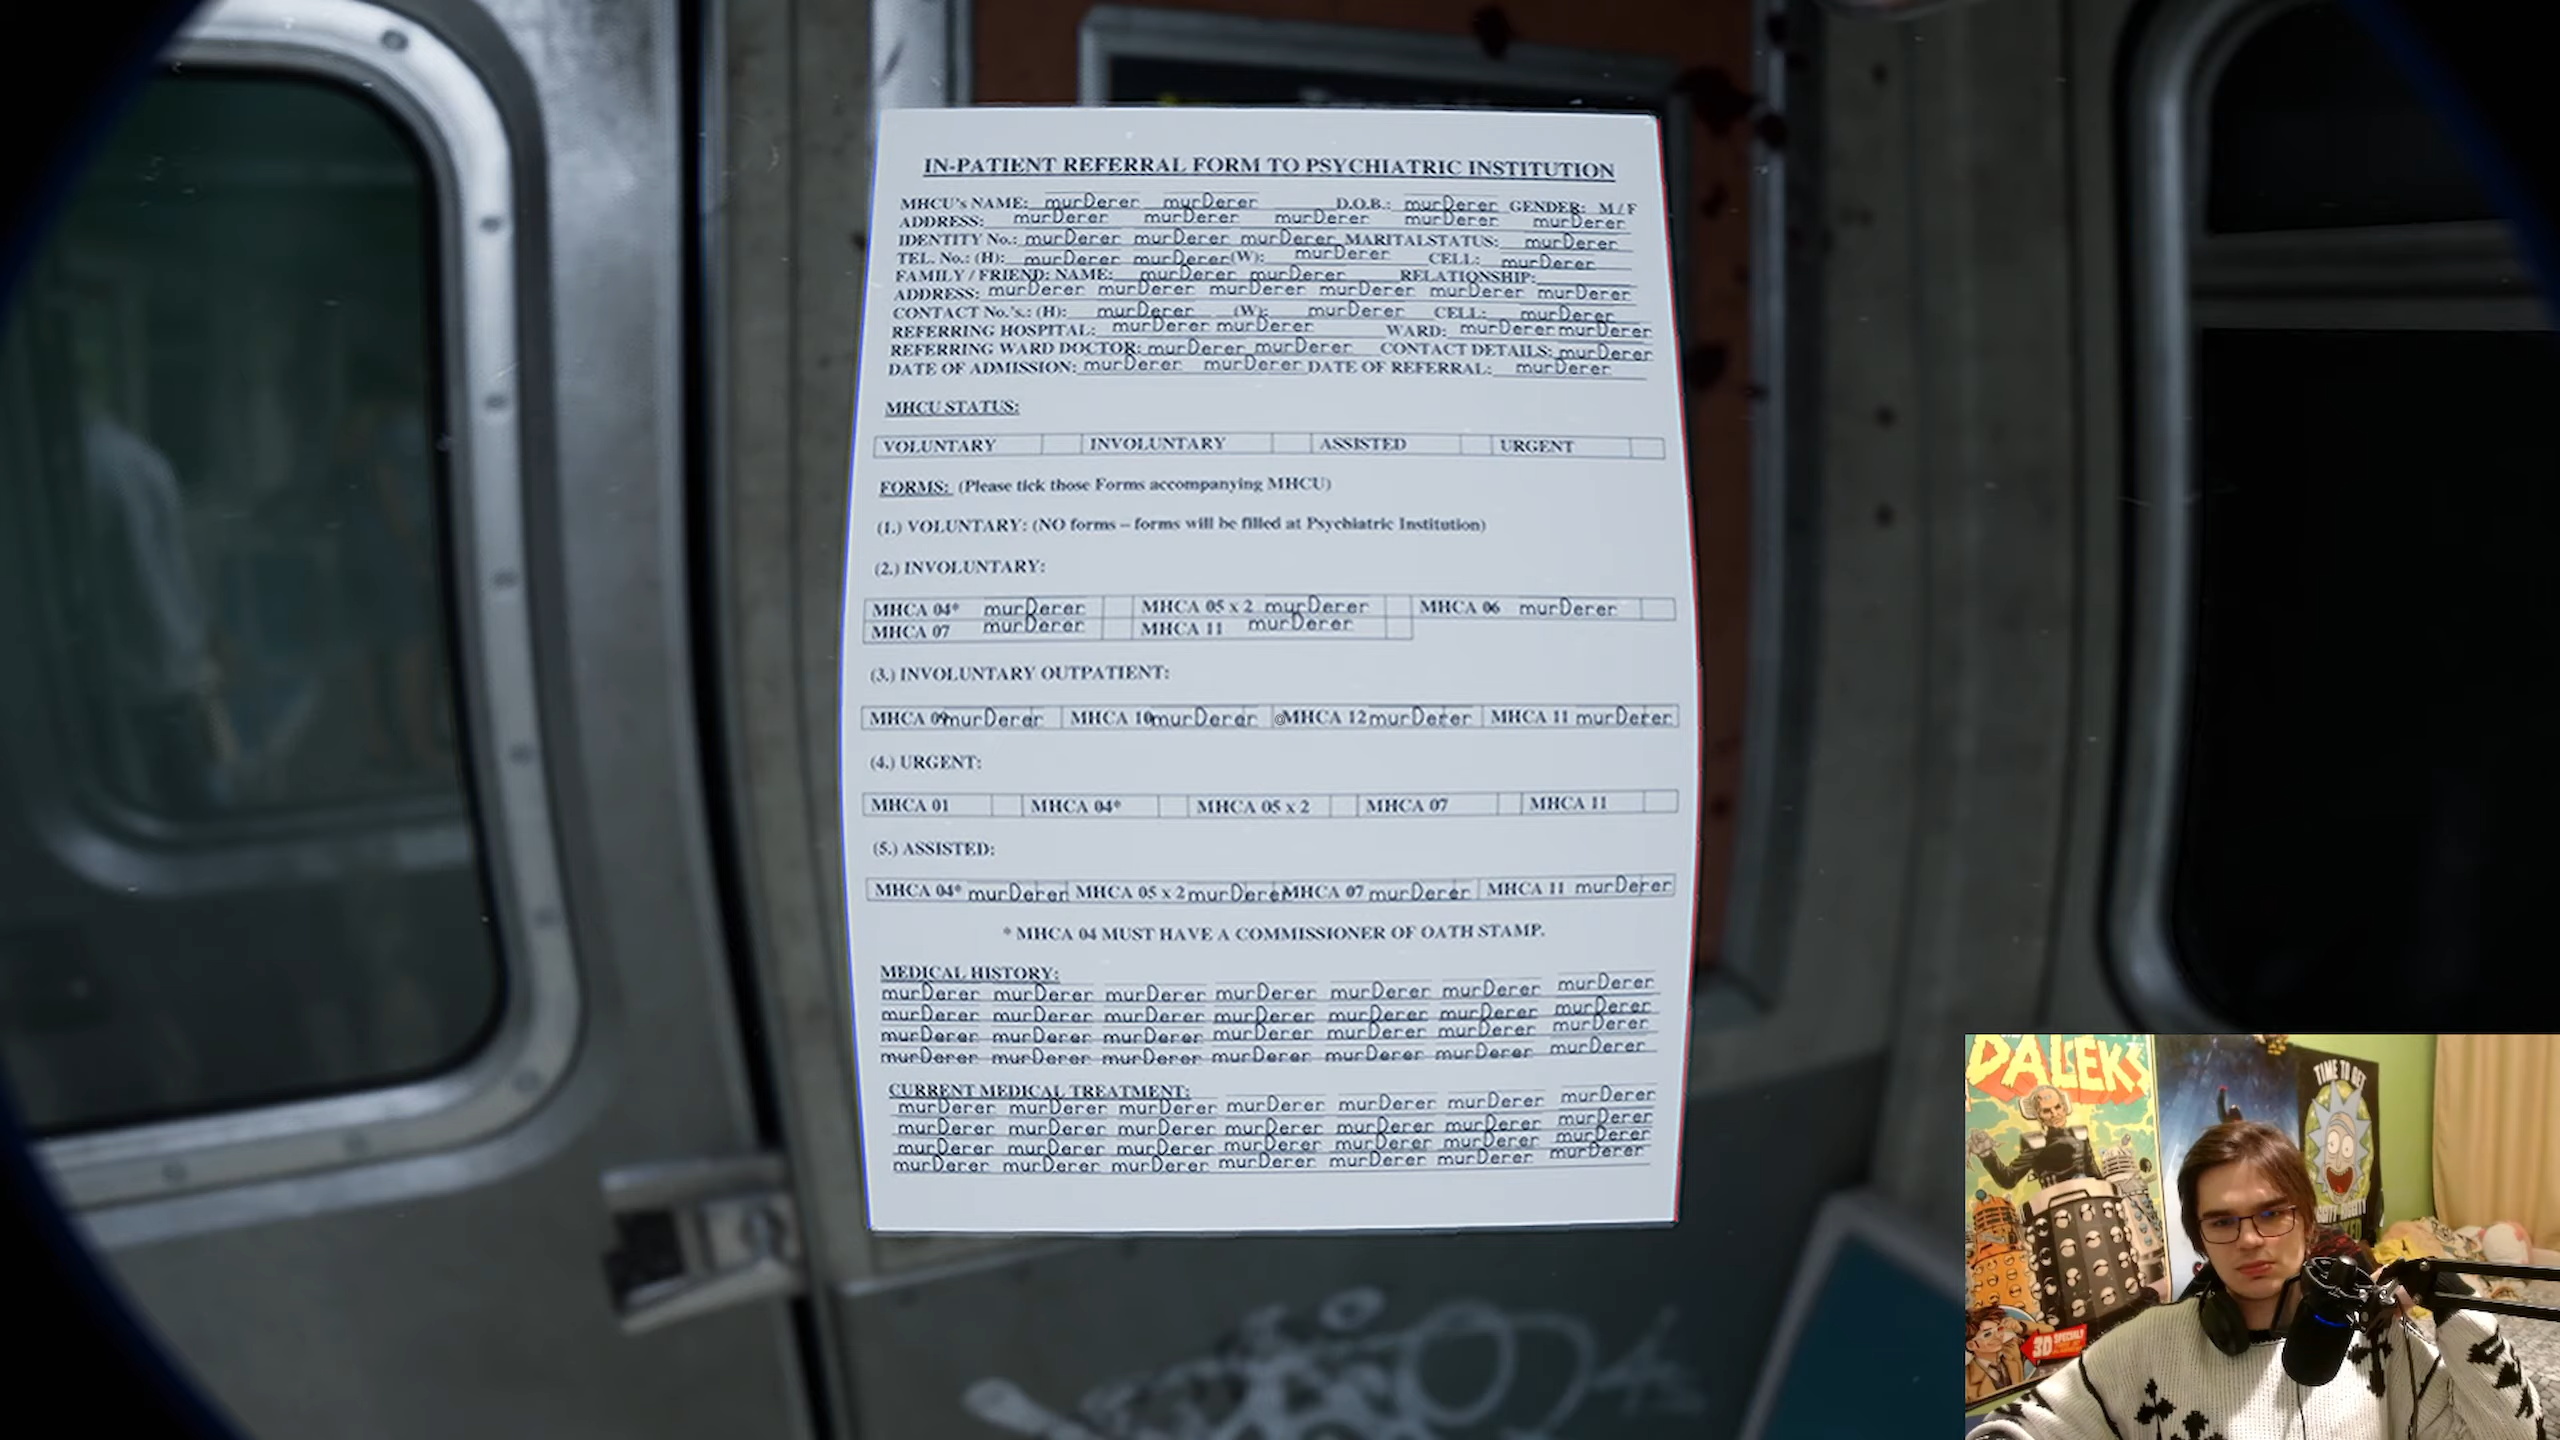 IN-PATIENT REFERRAL FORM TO PSYCHIATRIC INSTITUTION
MHCU's NAME: murDerer murDerer D.O.B.: murDerer GENDER: M / F
ADDRESS: murDerer murDerer murDerer murDerer murDerer
IDENTITY No.: murDerer murDerer murDerer MARITALSTATUS: murDerer
TEL. No.: (H): murDerer murDerer (W): murDerer CELL: murDerer
FAMILY / FRIEND: NAME: murDerer murDerer RELATIONSHIP:
ADDRESS: murDerer murDerer murDerer murDerer murDerer murDerer
CONTACT No.'s.: (H): murDerer (W): murDerer CELL: murDerer
REFERRING HOSPITAL: murDerer murDerer WARD: murDerer murDerer
REFERRING WARD DOCTOR: murDerer murDerer CONTACT DETAILS: murDerer
DATE OF ADMISSION: murDerer murDerer DATE OF REFERRAL: murDerer
MHCU STATUS:
VOLUNTARY INVOLUNTARY ASSISTED URGENT
FORMS: (Please tick those Forms accompanying MHCU)
(1.) VOLUNTARY: (NO forms – forms will be filled at Psychiatric Institution)
(2.) INVOLUNTARY:
MHCA 04* murDerer MHCA 05 x 2 murDerer MHCA 06 murDerer
MHCA 07 murDerer MHCA 11 murDerer
(3.) INVOLUNTARY OUTPATIENT:
MHCA 09 murDerer MHCA 10 murDerer MHCA 12 murDerer MHCA 11 murDerer
(4.) URGENT:
MHCA 01 MHCA 04* MHCA 05 x 2 MHCA 07 MHCA 11
(5.) ASSISTED:
MHCA 04* murDerer MHCA 05 x 2 murDerer MHCA 07 murDerer MHCA 11 murDerer
* MHCA 04 MUST HAVE A COMMISSIONER OF OATH STAMP.
MEDICAL HISTORY:
murDerer murDerer murDerer murDerer murDerer murDerer murDerer
murDerer murDerer murDerer murDerer murDerer murDerer murDerer
murDerer murDerer murDerer murDerer murDerer murDerer murDerer
murDerer murDerer murDerer murDerer murDerer murDerer murDerer
CURRENT MEDICAL TREATMENT:
murDerer murDerer murDerer murDerer murDerer murDerer murDerer
murDerer murDerer murDerer murDerer murDerer murDerer murDerer
murDerer murDerer murDerer murDerer murDerer murDerer murDerer
murDerer murDerer murDerer murDerer murDerer murDerer murDerer
DALEKS
TIME TO GET
3D